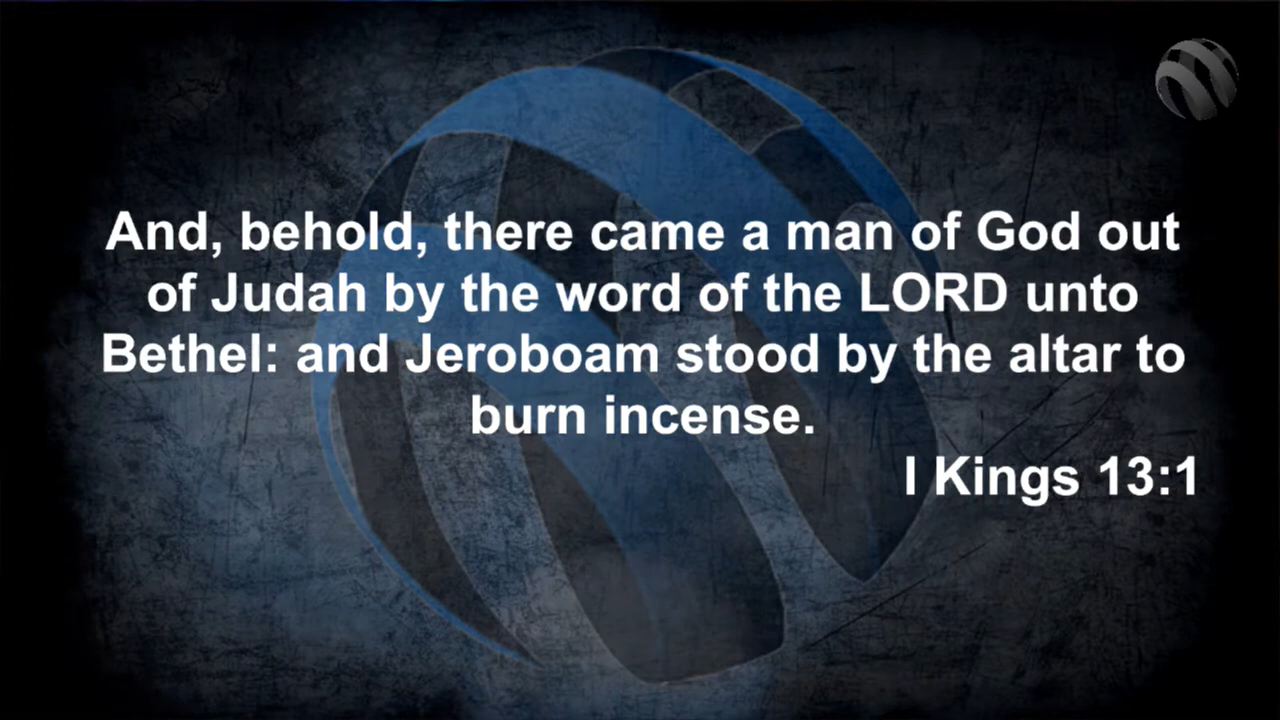 And, behold, there came a man of God out
of Judah by the word of the LORD unto
Bethel: and Jeroboam stood by the altar to
burn incense.
I Kings 13:1